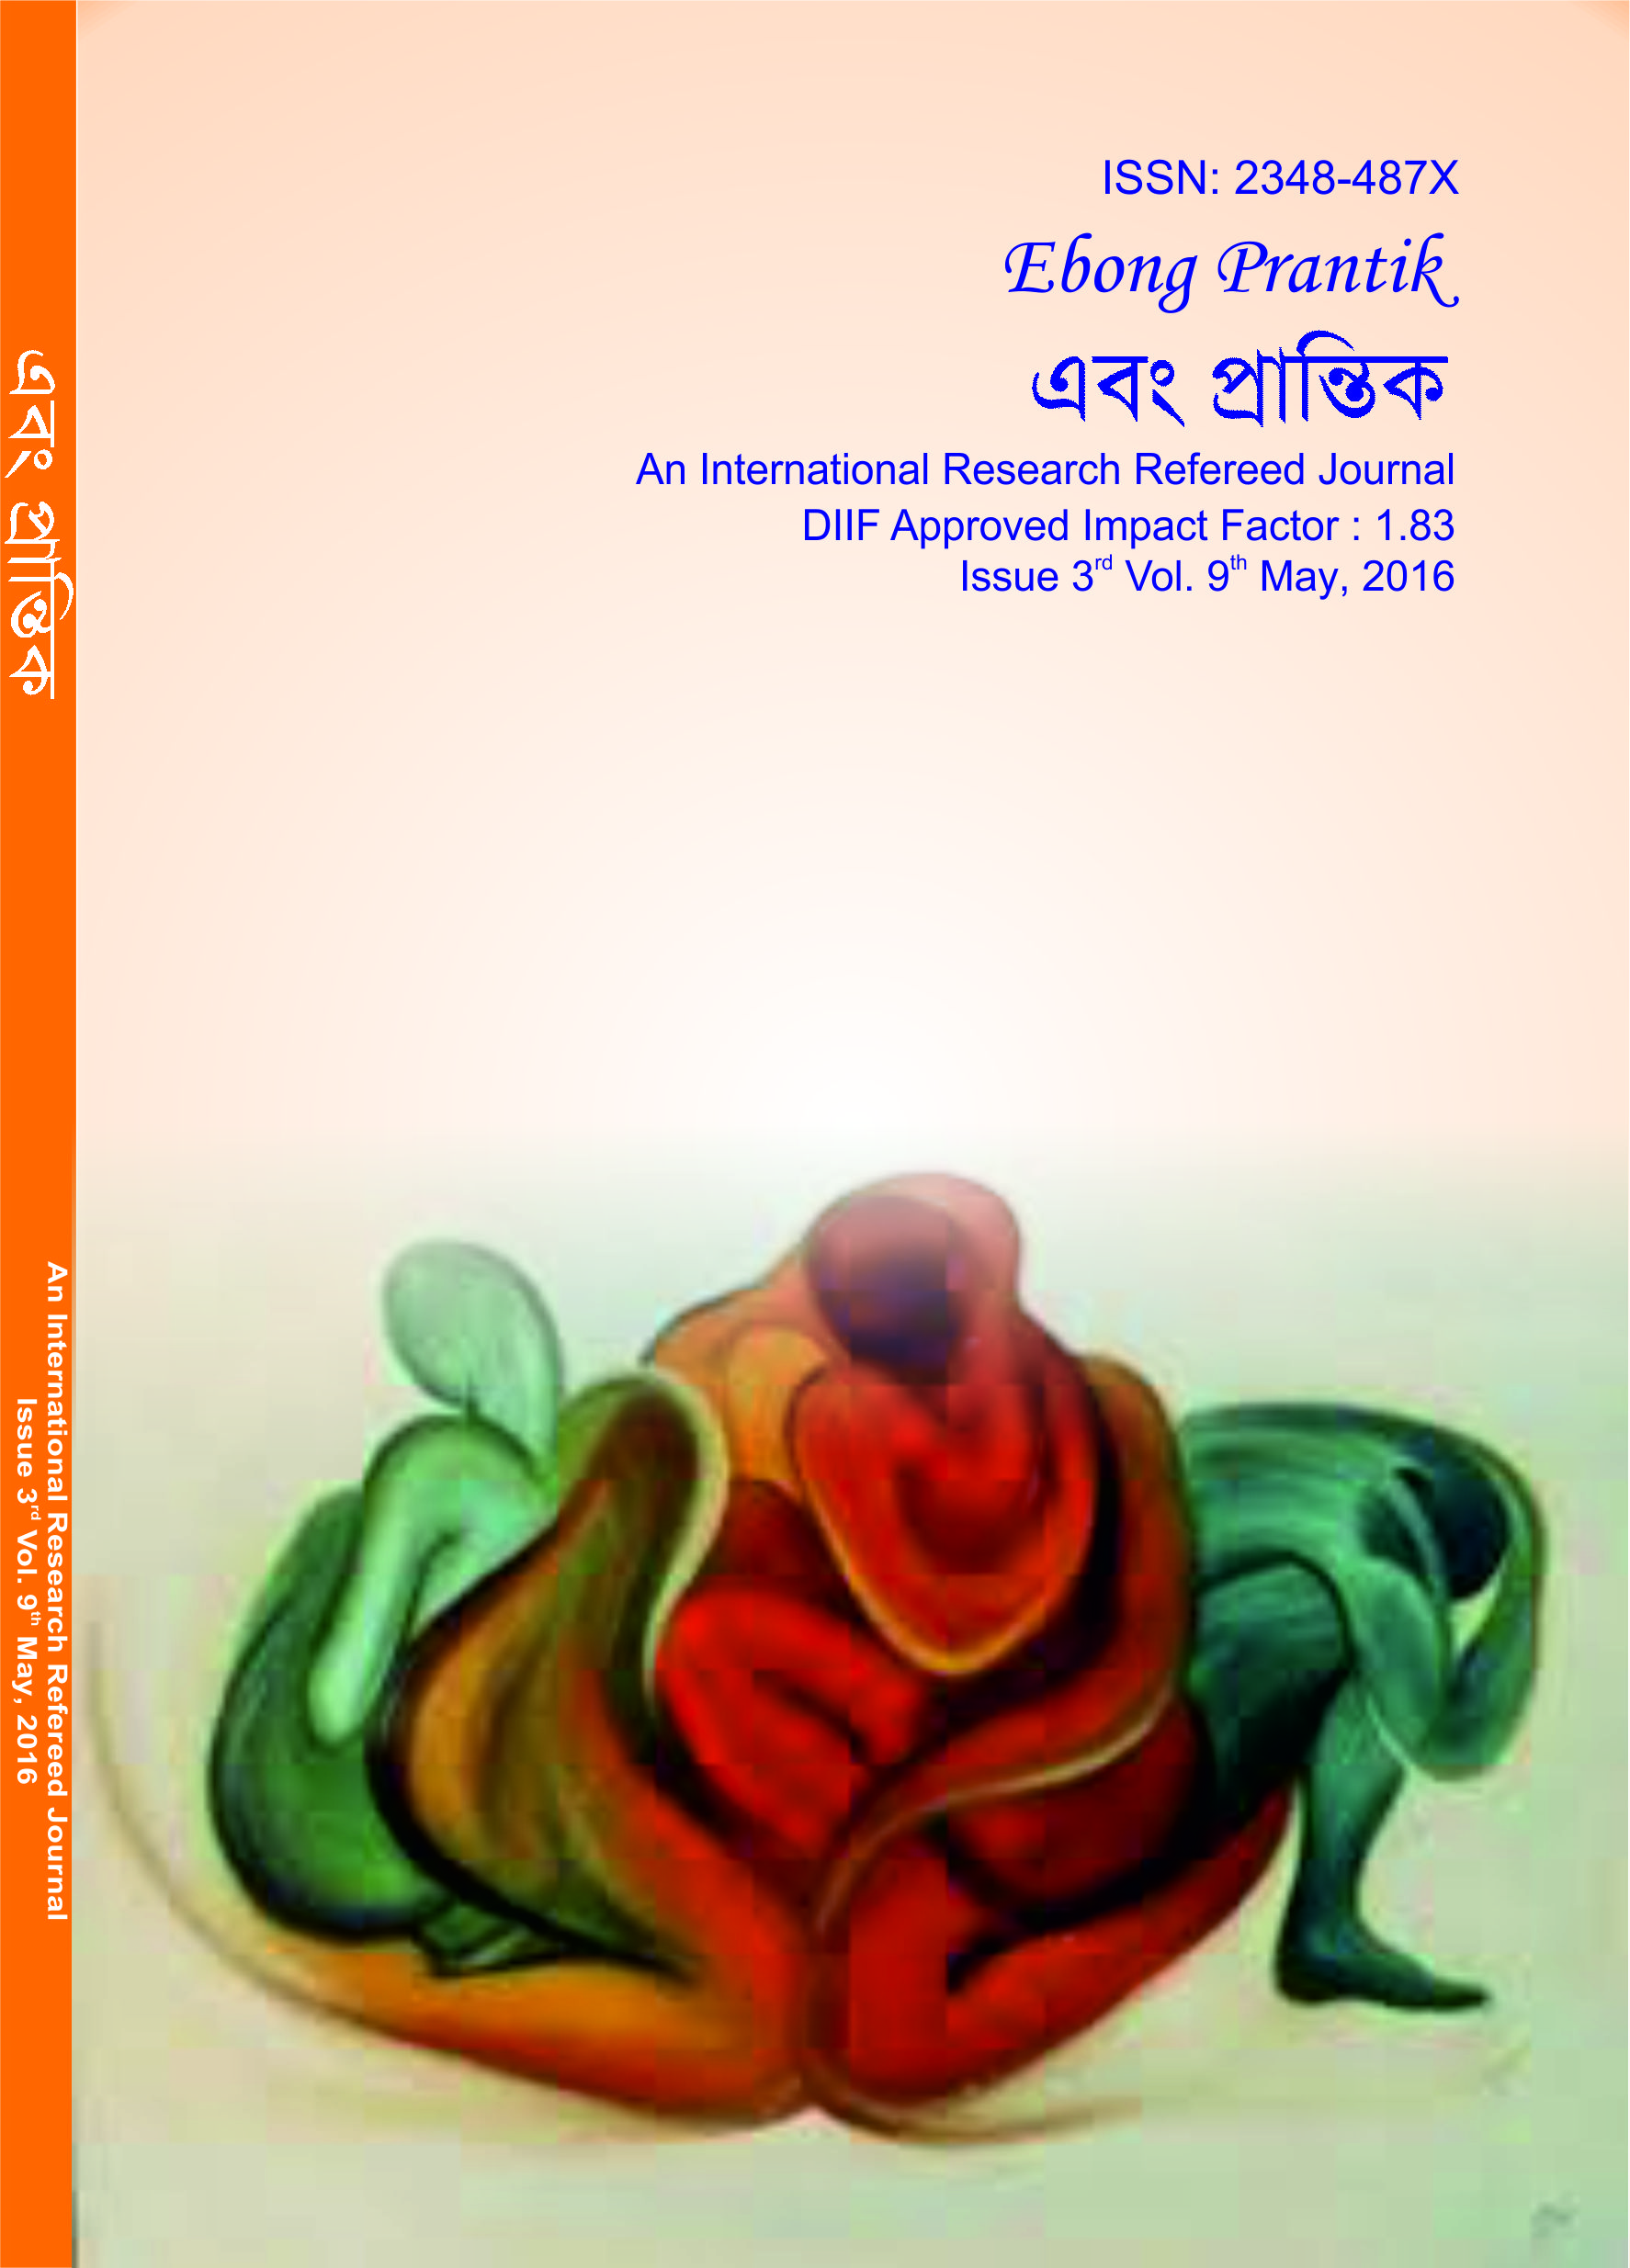 ISSN: 2348-487X
Ebong Prantik
এবং প্রান্তিক
An International Research Refereed Journal
DIIF Approved Impact Factor : 1.83
Issue 3rd Vol. 9th May, 2016
এবং প্রান্তিক
An International Research Refereed Journal
Issue 3rd Vol. 9th May, 2016